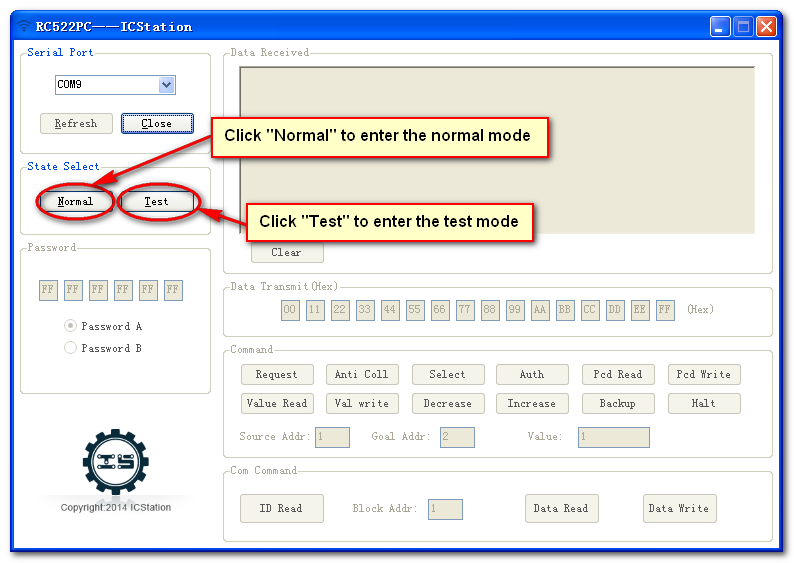 RC522PC——ICStation
Serial Port
COM9
Refresh
Close
State Select
Normal
Test
Password
FF FF FF FF FF FF
Password A
Password B
TS
Copyright:2014 ICStation
Data Received
Click "Normal" to enter the normal mode
Click "Test" to enter the test mode
Clear
Data Transmit(Hex)
00 11 22 33 44 55 66 77 88 99 AA BB CC DD EE FF (Hex)
Command
Request Anti Coll Select Auth Pcd Read Pcd Write
Value Read Val write Decrease Increase Backup Halt
Source Addr: 1 Goal Addr: 2 Value: 1
Com Command
ID Read Block Addr: 1 Data Read Data Write